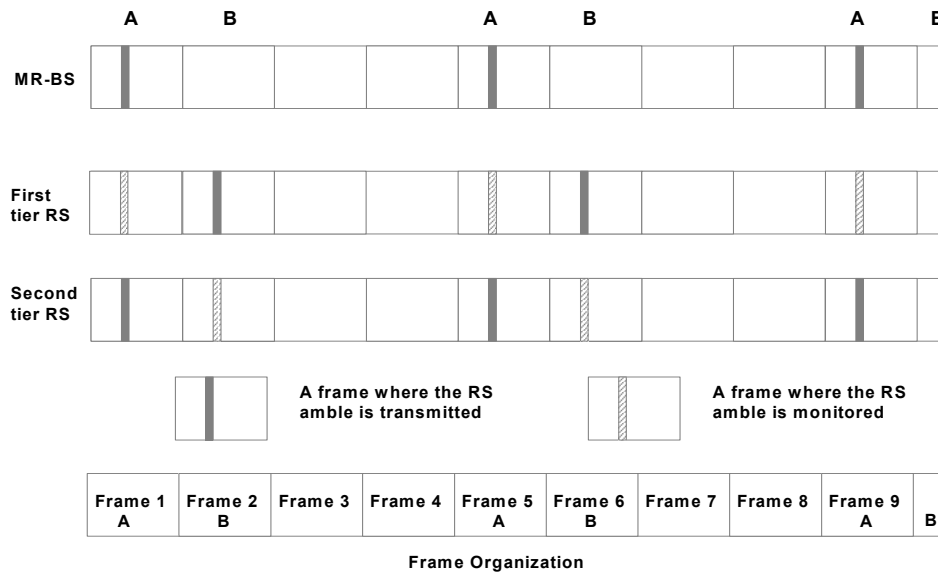 A B A B A B
MR-BS
First
tier RS
Second
tier RS
A frame where the RS
amble is transmitted
A frame where the RS
amble is monitored
Frame 1 Frame 2 Frame 3 Frame 4 Frame 5 Frame 6 Frame 7 Frame 8 Frame 9
A B A B A B
Frame Organization